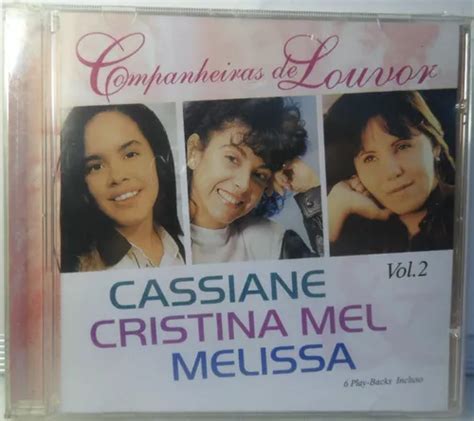 Companheiras de Louvor
Vol.2
CASSIANE
CRISTINA MEL
MELISSA
6 Play-Backs Incluso